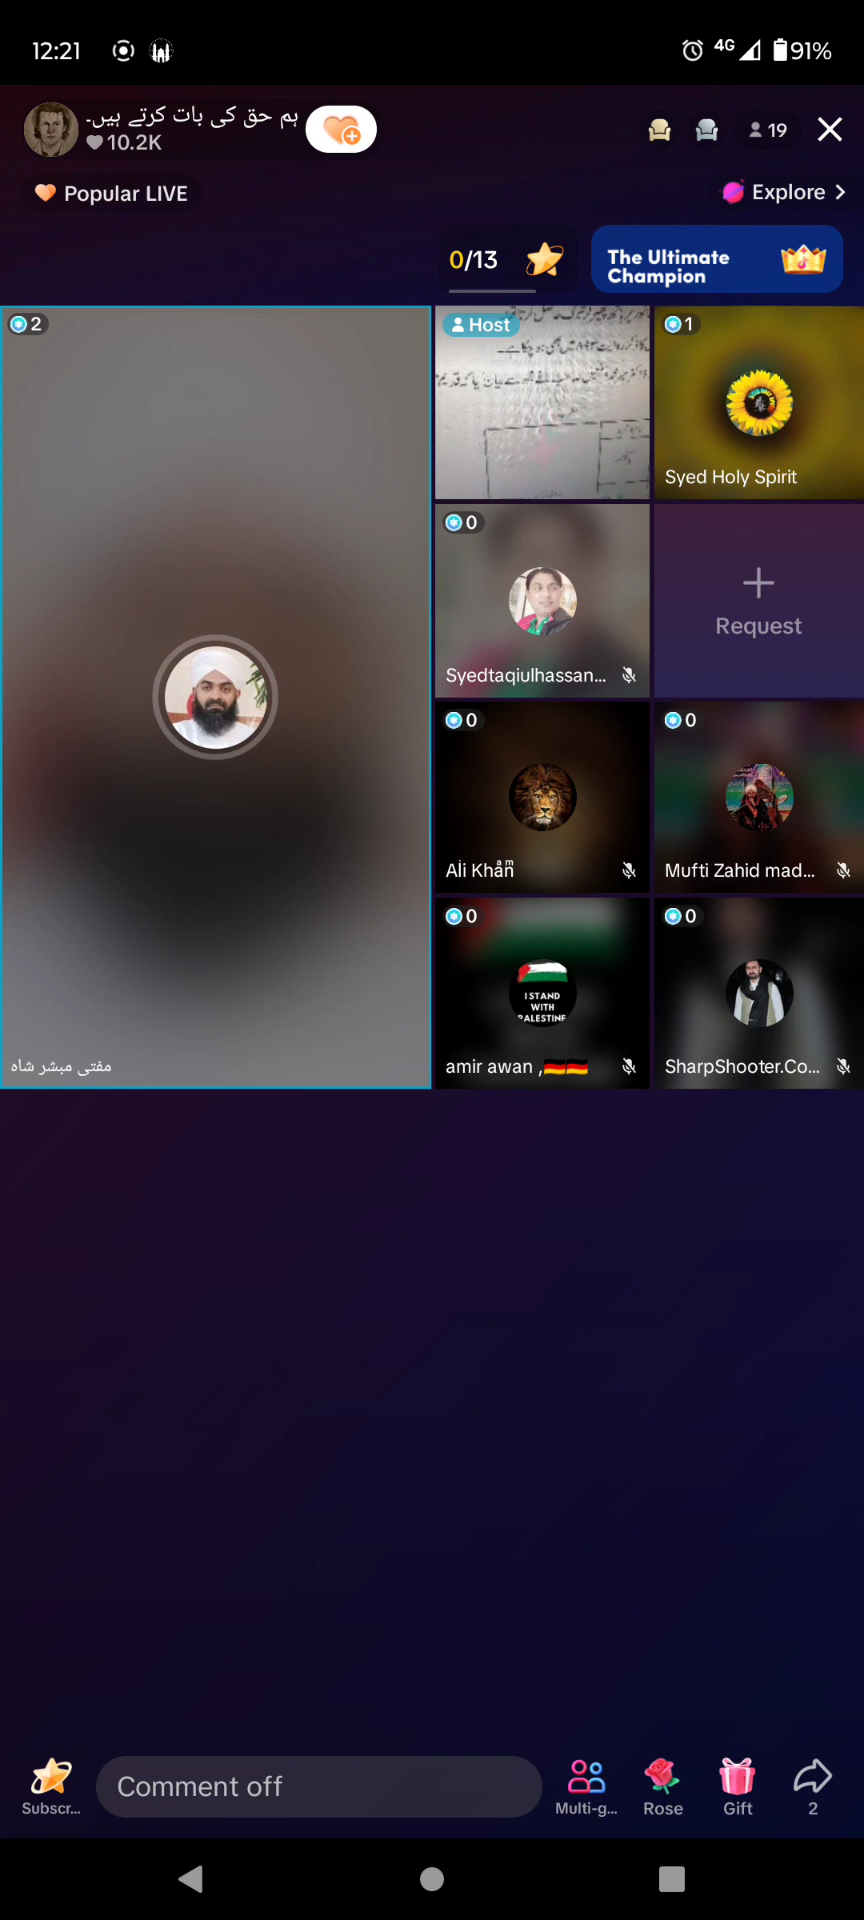 12:21
4G
91%
ہم حق کی بات کرتے ہیں۔
10.2K
19
Popular LIVE
Explore
0/13
The Ultimate
Champion
2
Host
1
Syed Holy Spirit
0
Syedtaqiulhassan...
Request
0
Ali Khan
0
Mufti Zahid mad...
0
I STAND
WITH
PALESTINE
amir awan ,🇩🇪🇩🇪
0
SharpShooter.Co...
مفتی مبشر شاہ
Subscr...
Comment off
Multi-g...
Rose
Gift
2